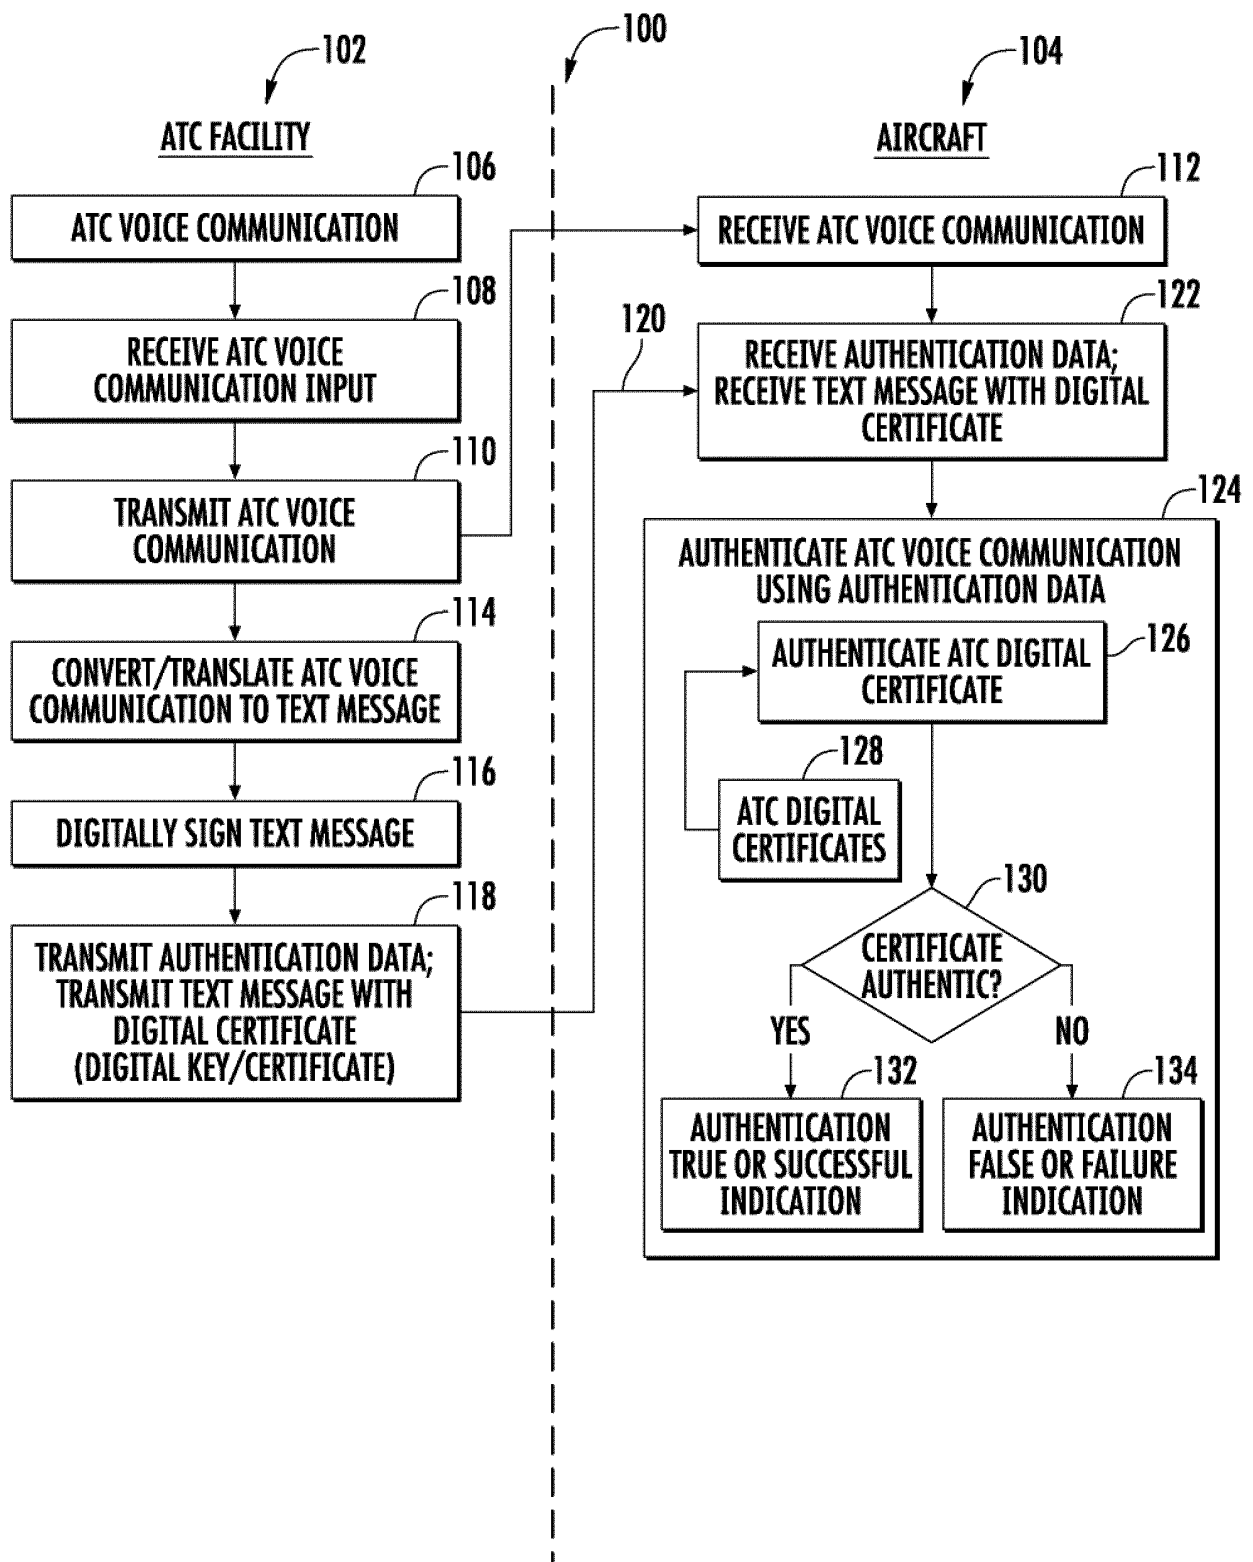 100
102
ATC FACILITY
106
ATC VOICE COMMUNICATION
108
RECEIVE ATC VOICE
COMMUNICATION INPUT
110
TRANSMIT ATC VOICE
COMMUNICATION
114
CONVERT/TRANSLATE ATC VOICE
COMMUNICATION TO TEXT MESSAGE
116
DIGITALLY SIGN TEXT MESSAGE
118
TRANSMIT AUTHENTICATION DATA;
TRANSMIT TEXT MESSAGE WITH
DIGITAL CERTIFICATE
(DIGITAL KEY/CERTIFICATE)
104
AIRCRAFT
112
RECEIVE ATC VOICE COMMUNICATION
120
122
RECEIVE AUTHENTICATION DATA;
RECEIVE TEXT MESSAGE WITH DIGITAL
CERTIFICATE
124
AUTHENTICATE ATC VOICE COMMUNICATION
USING AUTHENTICATION DATA
126
AUTHENTICATE ATC DIGITAL
CERTIFICATE
128
ATC DIGITAL
CERTIFICATES
130
CERTIFICATE
AUTHENTIC?
YES
NO
132
AUTHENTICATION
TRUE OR SUCCESSFUL
INDICATION
134
AUTHENTICATION
FALSE OR FAILURE
INDICATION